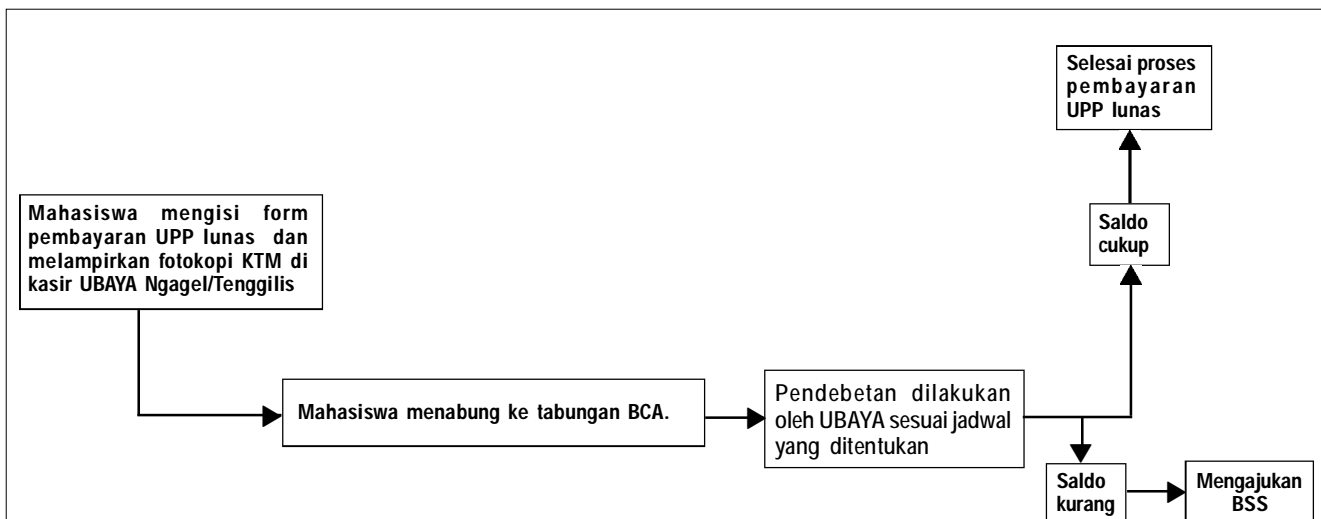 Mahasiswa mengisi form
pembayaran UPP lunas dan
melampirkan fotokopi KTM di
kasir UBAYA Ngagel/Tenggilis
Mahasiswa menabung ke tabungan BCA.
Pendebetan dilakukan
oleh UBAYA sesuai jadwal
yang ditentukan
Saldo
cukup
Selesai proses
pembayaran
UPP lunas
Saldo
kurang
Mengajukan
BSS